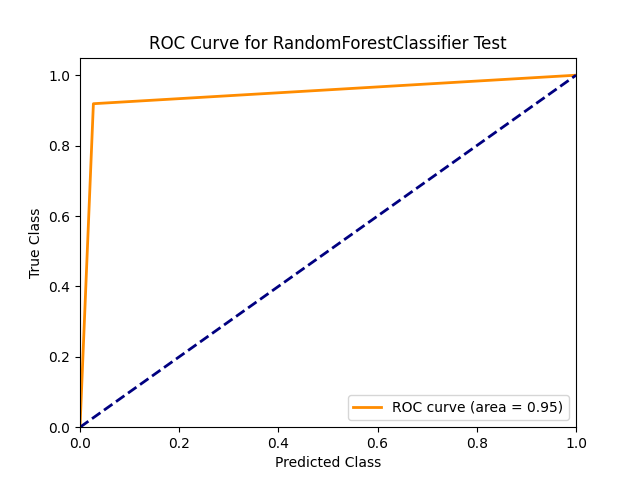 ROC Curve for RandomForestClassifier Test
1.0
0.8
0.6
0.4
0.2
0.0
True Class
0.0 0.2 0.4 0.6 0.8 1.0
Predicted Class
ROC curve (area = 0.95)